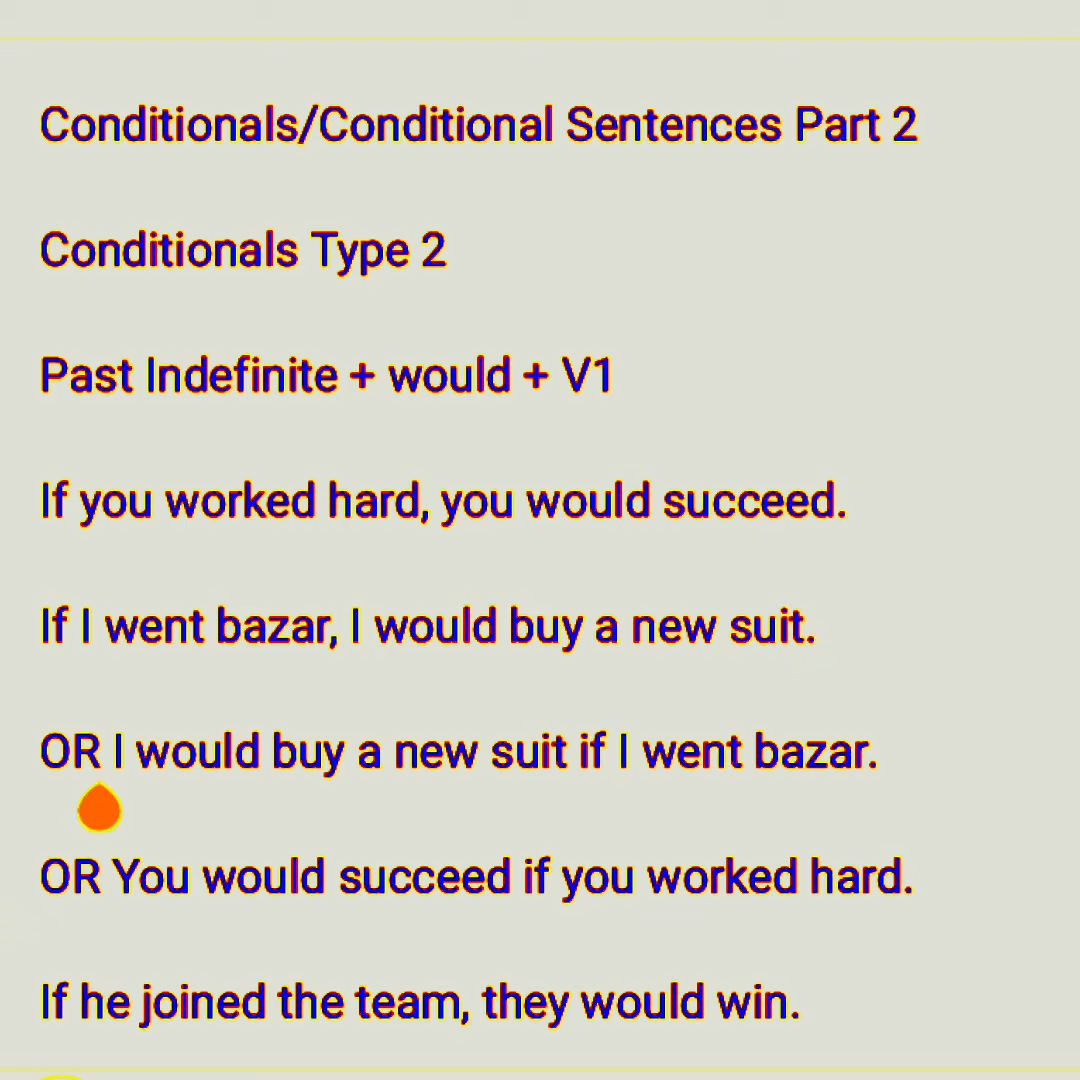 Conditionals/Conditional Sentences Part 2
Conditionals Type 2
Past Indefinite + would + V1
If you worked hard, you would succeed.
If I went bazar, I would buy a new suit.
OR I would buy a new suit if I went bazar.
OR You would succeed if you worked hard.
If he joined the team, they would win.